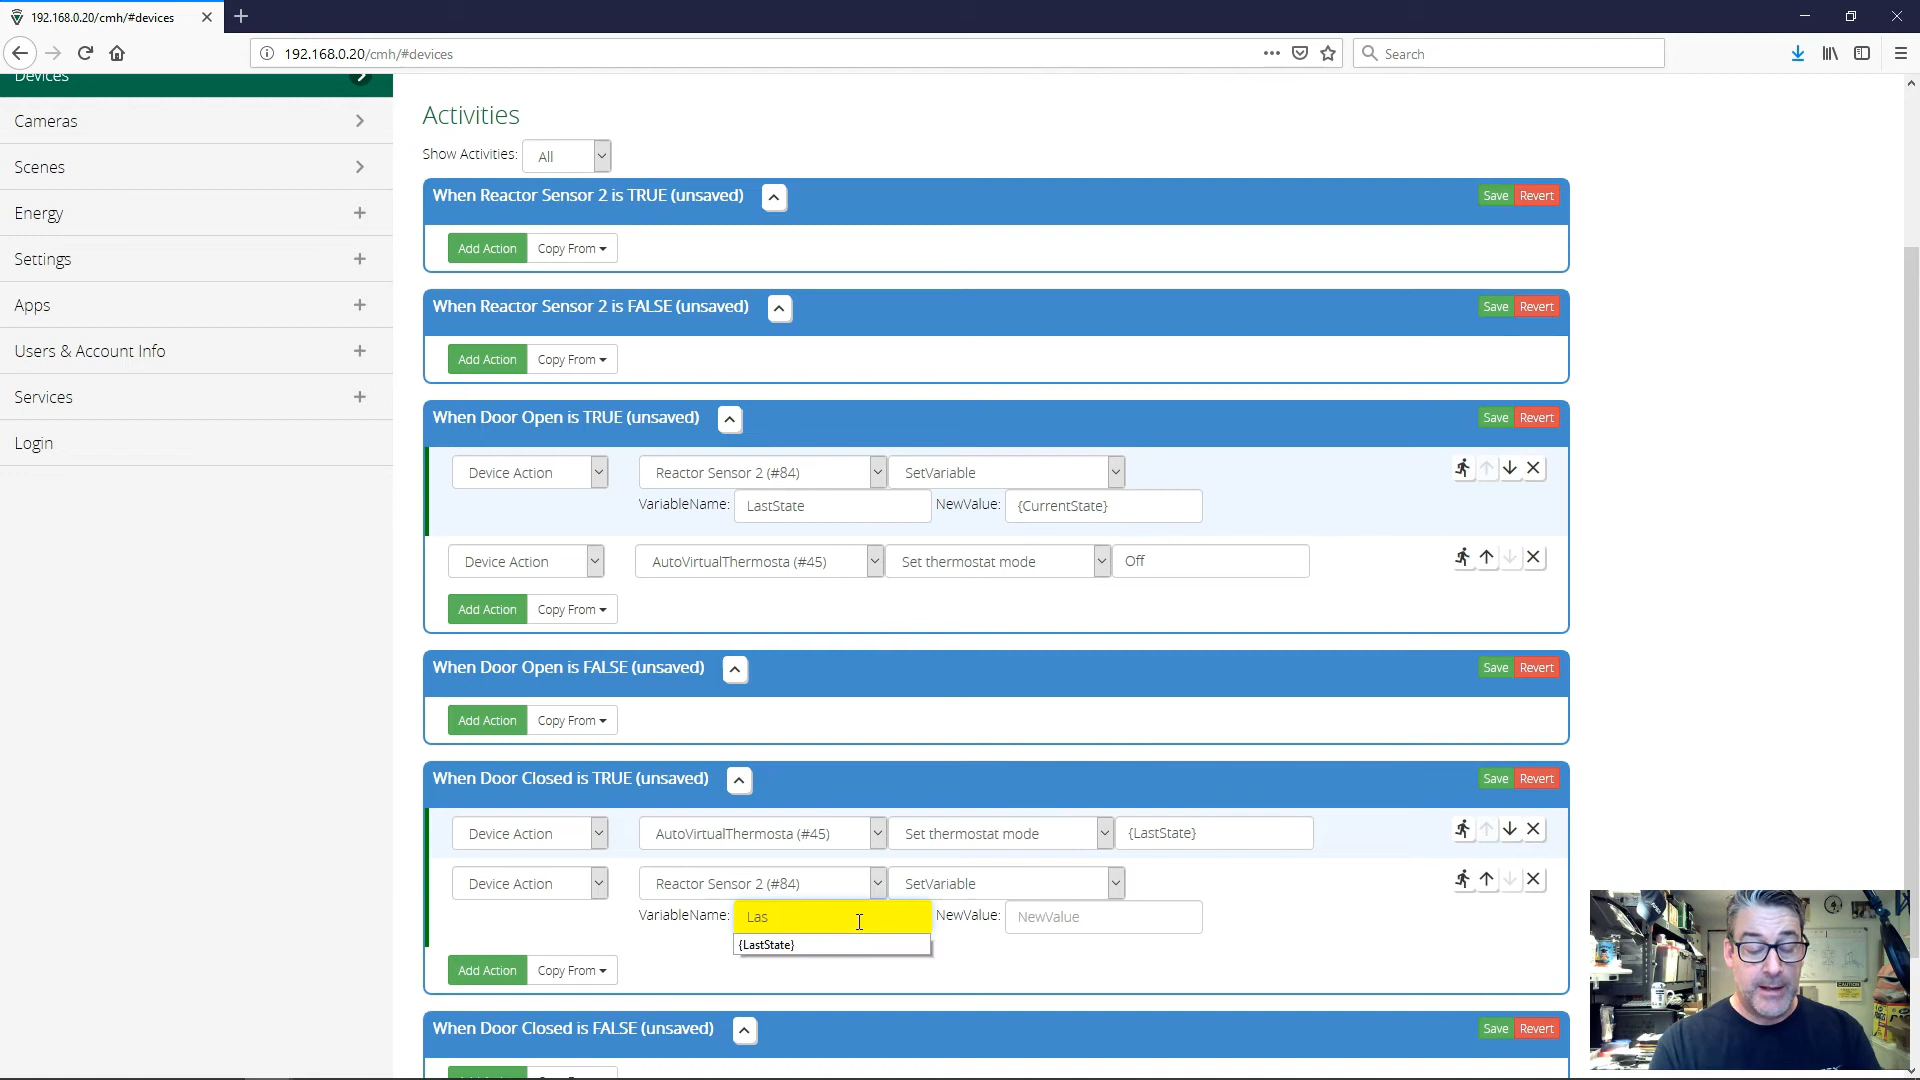 192.168.0.20/cmh/#devices
192.168.0.20/cmh/#devices
Search
Devices
Cameras
Scenes
Energy
Settings
Apps
Users & Account Info
Services
Login
Activities
Show Activities: All
When Reactor Sensor 2 is TRUE (unsaved) Save Revert
Add Action Copy From
When Reactor Sensor 2 is FALSE (unsaved) Save Revert
Add Action Copy From
When Door Open is TRUE (unsaved) Save Revert
Device Action Reactor Sensor 2 (#84) SetVariable
VariableName: LastState NewValue: {CurrentState}
Device Action AutoVirtualThermosta (#45) Set thermostat mode Off
Add Action Copy From
When Door Open is FALSE (unsaved) Save Revert
Add Action Copy From
When Door Closed is TRUE (unsaved) Save Revert
Device Action AutoVirtualThermosta (#45) Set thermostat mode {LastState}
Device Action Reactor Sensor 2 (#84) SetVariable
VariableName: Las NewValue: NewValue
{LastState}
Add Action Copy From
When Door Closed is FALSE (unsaved) Save Revert